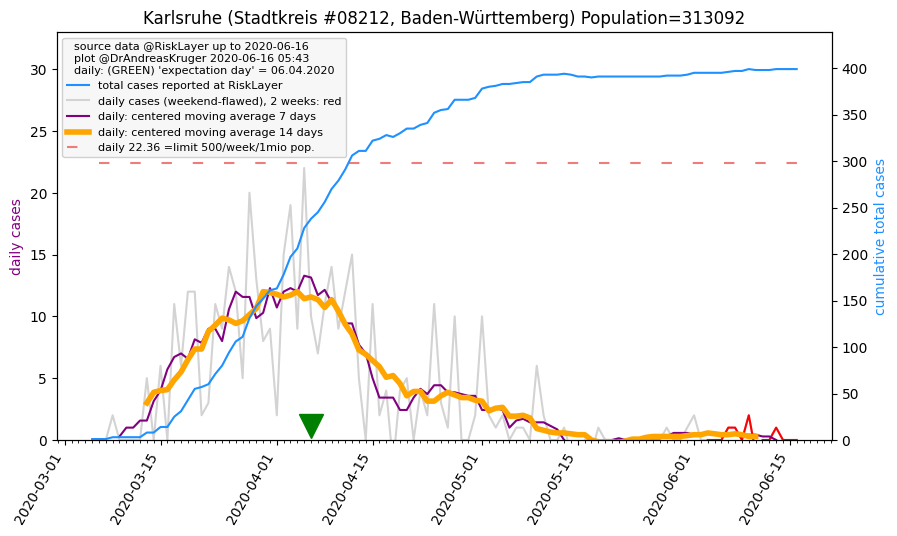 Karlsruhe (Stadtkreis #08212, Baden-Württemberg) Population=313092
source data @RiskLayer up to 2020-06-16
plot @DrAndreasKruger 2020-06-16 05:43
daily: (GREEN) 'expectation day' = 06.04.2020
total cases reported at RiskLayer
daily cases (weekend-flawed), 2 weeks: red
daily: centered moving average 7 days
daily: centered moving average 14 days
daily 22.36 =limit 500/week/1mio pop.
daily cases
30
25
20
15
10
5
0
cumulative total cases
400
350
300
250
200
150
100
50
0
2020-03-01
2020-03-15
2020-04-01
2020-04-15
2020-05-01
2020-05-15
2020-06-01
2020-06-15